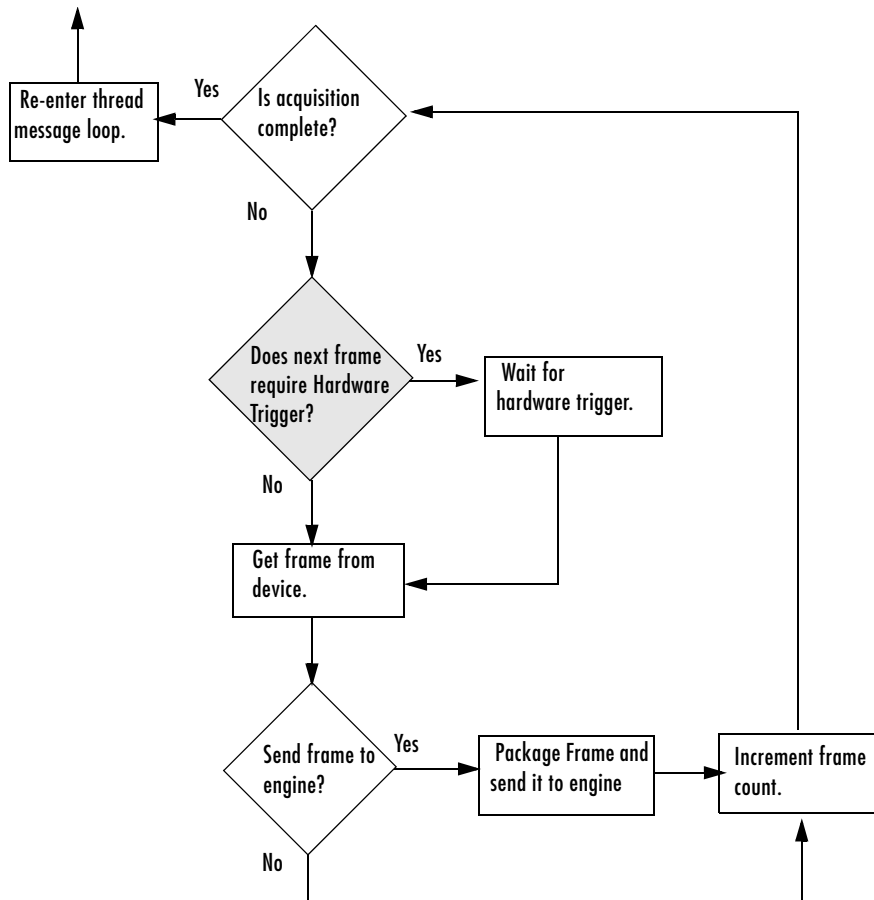 Yes
Is acquisition
complete?
Re-enter thread
message loop.
No
Does next frame
require Hardware
Trigger?
Yes
Wait for
hardware trigger.
No
Get frame from
device.
Send frame to
engine?
Yes
Package Frame and
send it to engine
Increment frame
count.
No